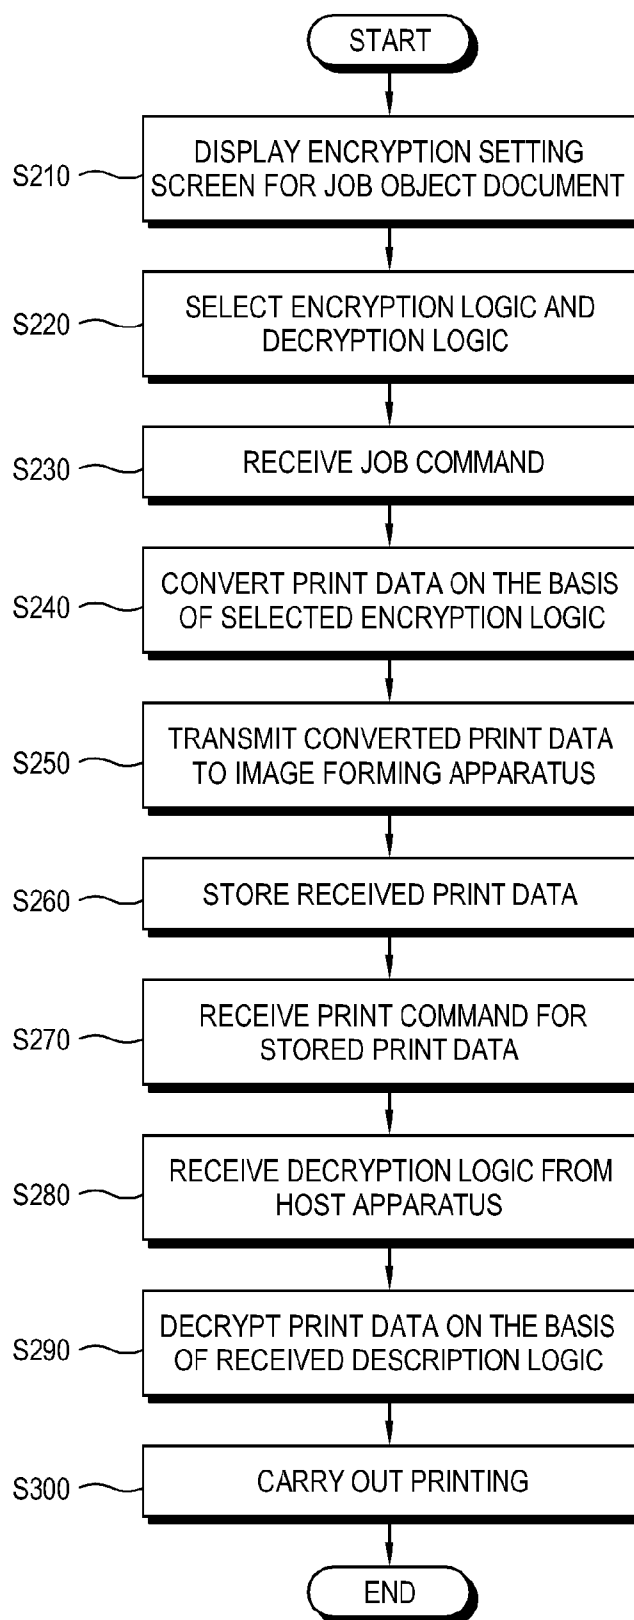 START
S210
DISPLAY ENCRYPTION SETTING
SCREEN FOR JOB OBJECT DOCUMENT
S220
SELECT ENCRYPTION LOGIC AND
DECRYPTION LOGIC
S230
RECEIVE JOB COMMAND
S240
CONVERT PRINT DATA ON THE BASIS
OF SELECTED ENCRYPTION LOGIC
S250
TRANSMIT CONVERTED PRINT DATA
TO IMAGE FORMING APPARATUS
S260
STORE RECEIVED PRINT DATA
S270
RECEIVE PRINT COMMAND FOR
STORED PRINT DATA
S280
RECEIVE DECRYPTION LOGIC FROM
HOST APPARATUS
S290
DECRYPT PRINT DATA ON THE BASIS
OF RECEIVED DESCRIPTION LOGIC
S300
CARRY OUT PRINTING
END